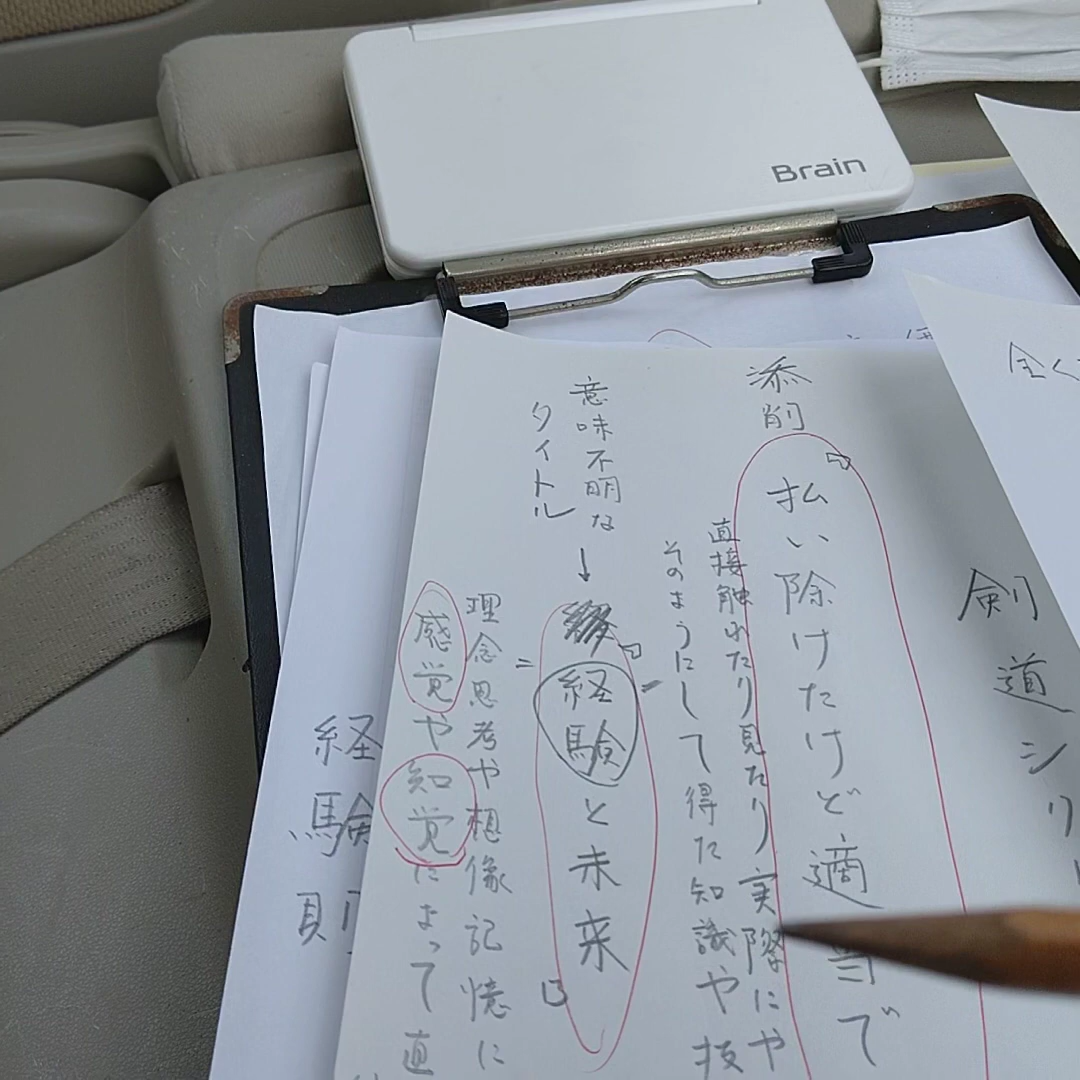 Brain
全く
剣道シリ
添削
払い除けたけど適当で
直接触れたり見たり実際にや
そのようにして得た知識や技
意味不明な
タイトル
経験と未来
理念思考や想像記憶に
感覚や知覚によって直
経験